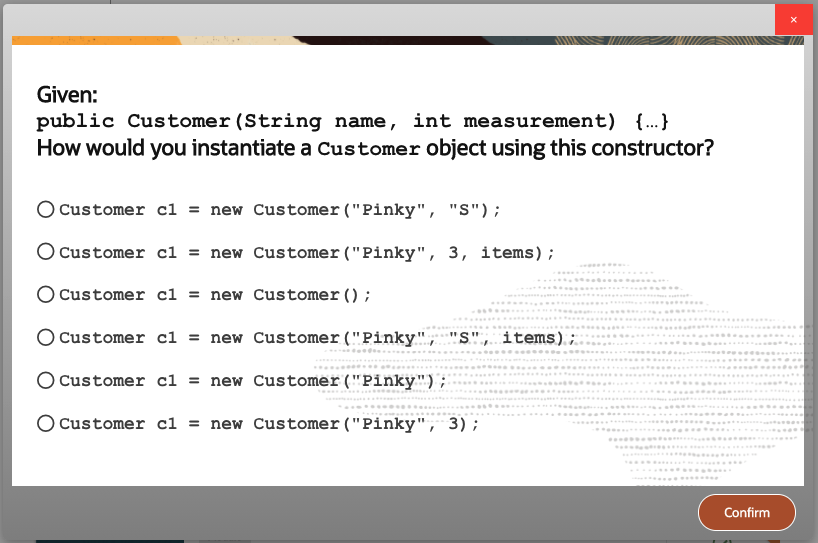 ×
Given:
public Customer(String name, int measurement) {…}
How would you instantiate a Customer object using this constructor?
Customer c1 = new Customer("Pinky", "S");
Customer c1 = new Customer("Pinky", 3, items);
Customer c1 = new Customer();
Customer c1 = new Customer("Pinky", "S", items);
Customer c1 = new Customer("Pinky");
Customer c1 = new Customer("Pinky", 3);
Confirm